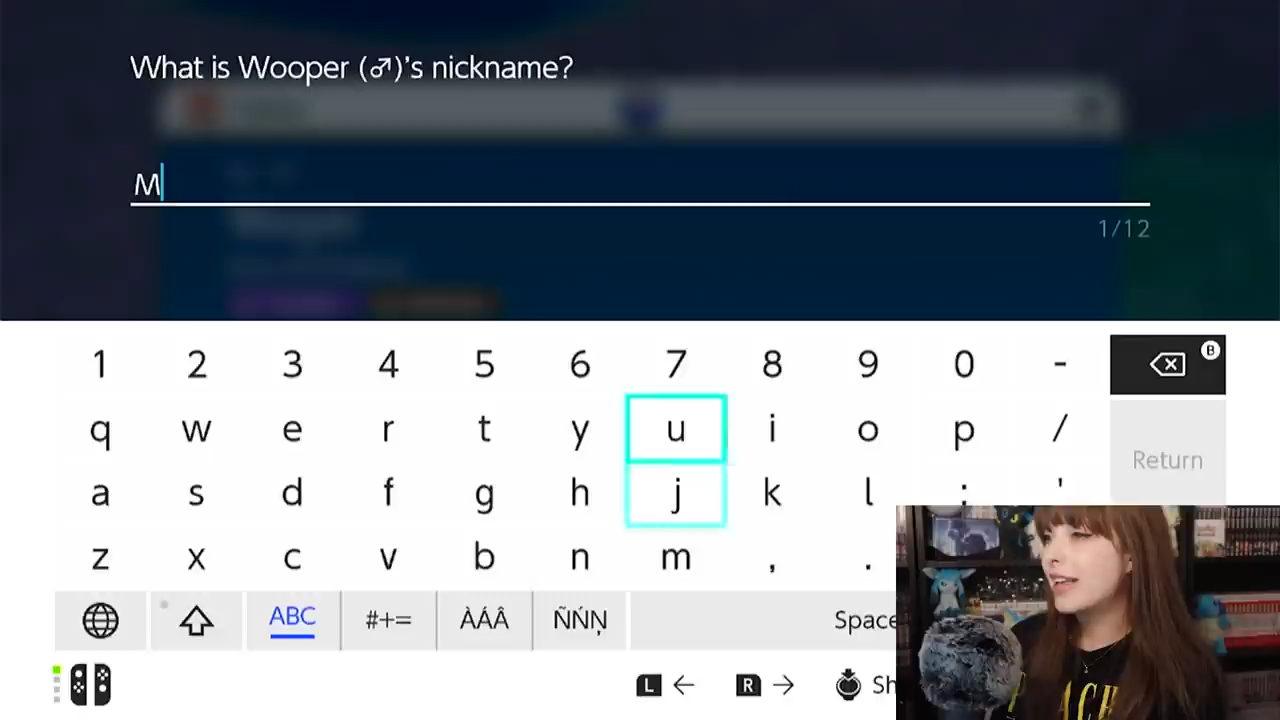 What is Wooper (♂)'s nickname?
M
1/12
1 2 3 4 5 6 7 8 9 0 -
B
q w e r t y u i o p /
Return
a s d f g h j k l : '
z x c v b n m , .
ABC #+= ÀÁÂ ÑŃŅ Space
L ← R → Sh